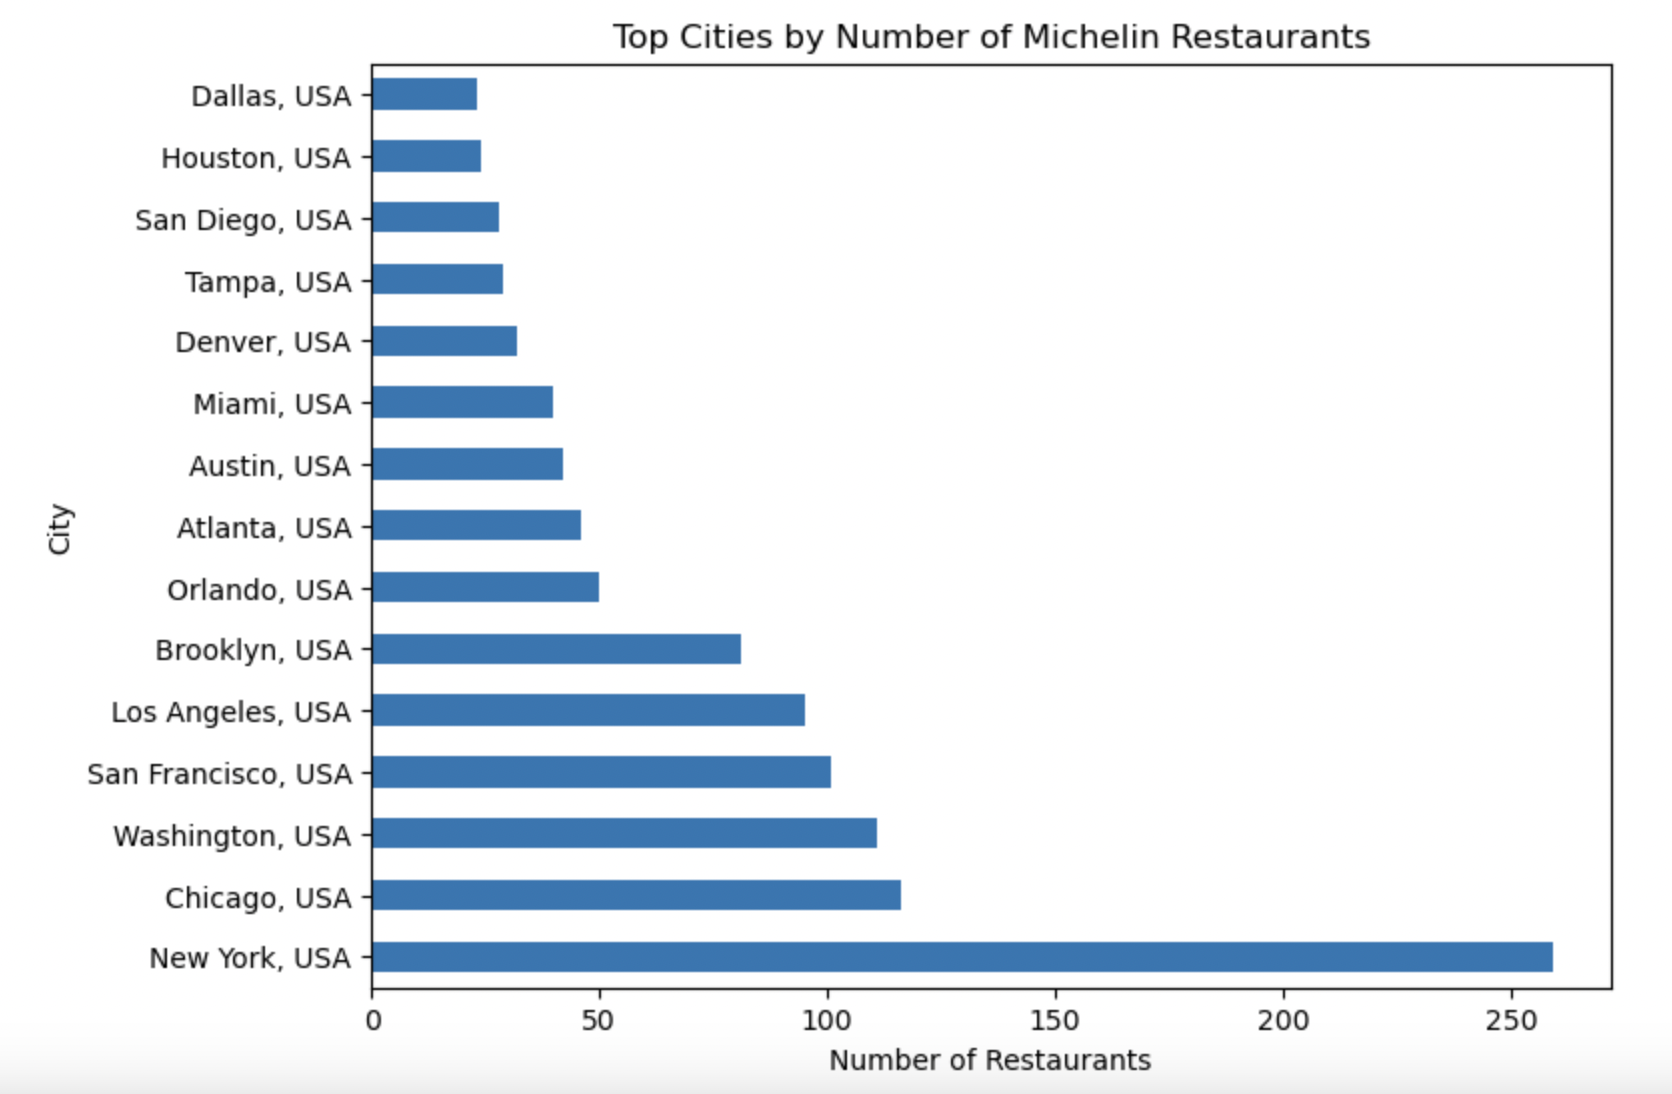 Top Cities by Number of Michelin Restaurants
City
Dallas, USA
Houston, USA
San Diego, USA
Tampa, USA
Denver, USA
Miami, USA
Austin, USA
Atlanta, USA
Orlando, USA
Brooklyn, USA
Los Angeles, USA
San Francisco, USA
Washington, USA
Chicago, USA
New York, USA
0 50 100 150 200 250
Number of Restaurants